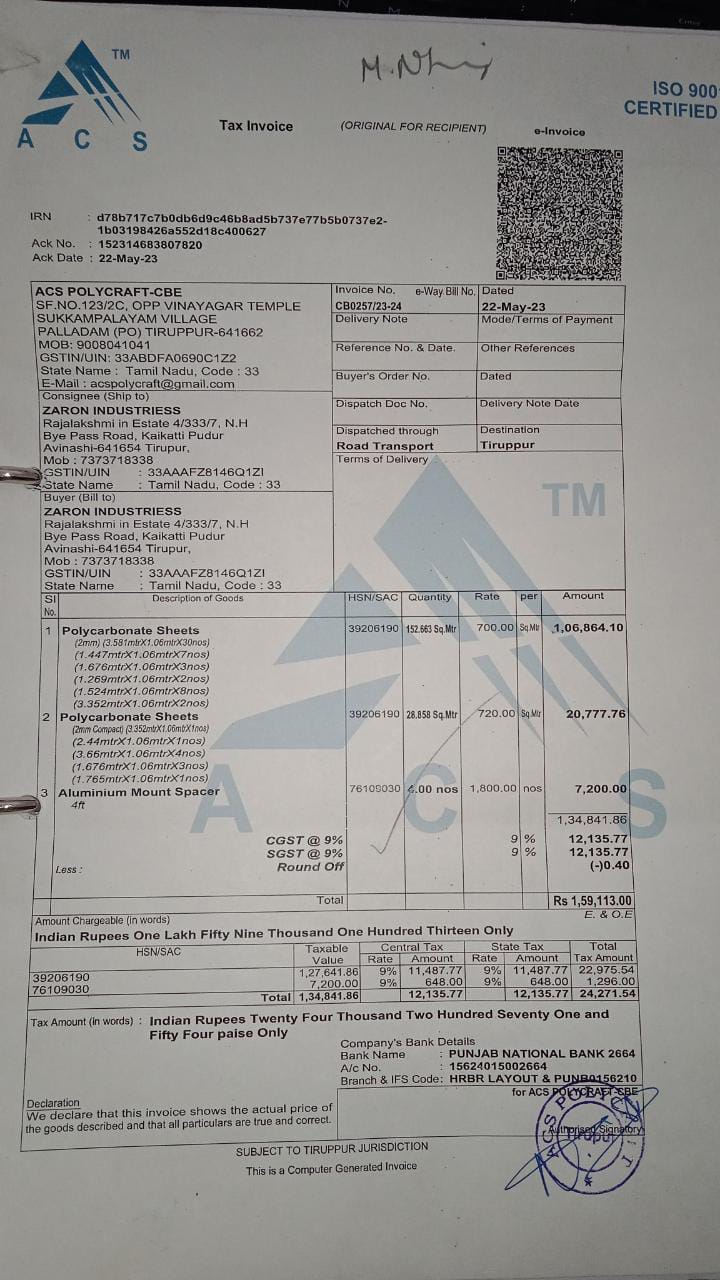 TM
ISO 900
CERTIFIED
A C S
Tax Invoice (ORIGINAL FOR RECIPIENT) e-Invoice
IRN : d78b717c7b0db6d9c46b8ad5b737e77b5b0737e2-
1b03198426a552d18c400627
Ack No. : 152314683807820
Ack Date : 22-May-23
ACS POLYCRAFT-CBE
SF.NO.123/2C, OPP VINAYAGAR TEMPLE
SUKKAMPALAYAM VILLAGE
PALLADAM (PO) TIRUPPUR-641662
MOB: 9008041041
GSTIN/UIN: 33ABDFA0690C1Z2
State Name : Tamil Nadu, Code : 33
E-Mail : acspolycraft@gmail.com
Invoice No. e-Way Bill No. Dated
CB0257/23-24 22-May-23
Delivery Note Mode/Terms of Payment
Reference No. & Date. Other References
Buyer's Order No. Dated
Dispatch Doc No. Delivery Note Date
Dispatched through Destination
Road Transport Tiruppur
Terms of Delivery
Consignee (Ship to)
ZARON INDUSTRIESS
Rajalakshmi in Estate 4/333/7, N.H
Bye Pass Road, Kaikatti Pudur
Avinashi-641654 Tirupur,
Mob : 7373718338
GSTIN/UIN : 33AAAFZ8146Q1ZI
State Name : Tamil Nadu, Code : 33
Buyer (Bill to)
ZARON INDUSTRIESS
Rajalakshmi in Estate 4/333/7, N.H
Bye Pass Road, Kaikatti Pudur
Avinashi-641654 Tirupur,
Mob : 7373718338
GSTIN/UIN : 33AAAFZ8146Q1ZI
State Name : Tamil Nadu, Code : 33
TM
Sl No. Description of Goods HSN/SAC Quantity Rate per Amount
1 Polycarbonate Sheets 39206190 152.663 Sq.Mtr 700.00 Sq.Mtr 1,06,864.10
(2mm) (3.581mtrX1.06mtrX30nos)
(1.447mtrX1.06mtrX7nos)
(1.676mtrX1.06mtrX3nos)
(1.269mtrX1.06mtrX2nos)
(1.524mtrX1.06mtrX8nos)
(3.352mtrX1.06mtrX2nos)
2 Polycarbonate Sheets 39206190 28.858 Sq.Mtr 720.00 Sq.Mtr 20,777.76
(2mm Compact) (3.352mtrX1.06mtrX1nos)
(2.44mtrX1.06mtrX1nos)
(3.66mtrX1.06mtrX4nos)
(1.676mtrX1.06mtrX3nos)
(1.765mtrX1.06mtrX1nos)
3 Aluminium Mount Spacer 76109030 4.00 nos 1,800.00 nos 7,200.00
4ft
A C S
1,34,841.86
CGST @ 9% 9 % 12,135.77
SGST @ 9% 9 % 12,135.77
Less : Round Off (-)0.40
Total Rs 1,59,113.00
Amount Chargeable (in words) E. & O.E
Indian Rupees One Lakh Fifty Nine Thousand One Hundred Thirteen Only
HSN/SAC Taxable Value Central Tax State Tax Total Tax Amount
Rate Amount Rate Amount
39206190 1,27,641.86 9% 11,487.77 9% 11,487.77 22,975.54
76109030 7,200.00 9% 648.00 9% 648.00 1,296.00
Total 1,34,841.86 12,135.77 12,135.77 24,271.54
Tax Amount (in words) : Indian Rupees Twenty Four Thousand Two Hundred Seventy One and
Fifty Four paise Only
Company's Bank Details
Bank Name : PUNJAB NATIONAL BANK 2664
A/c No. : 15624015002664
Branch & IFS Code: HRBR LAYOUT & PUNB0156210
for ACS POLYCRAFT-CBE
Declaration
We declare that this invoice shows the actual price of
the goods described and that all particulars are true and correct.
Authorised Signatory
Tirupur
SUBJECT TO TIRUPPUR JURISDICTION
This is a Computer Generated Invoice